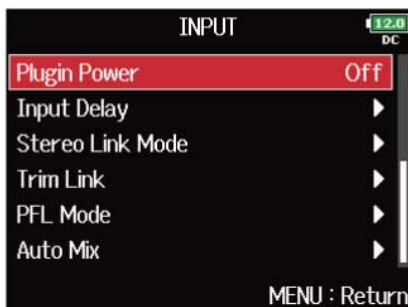 INPUT
12.0
DC
Plugin Power Off
Input Delay
Stereo Link Mode
Trim Link
PFL Mode
Auto Mix
MENU : Return